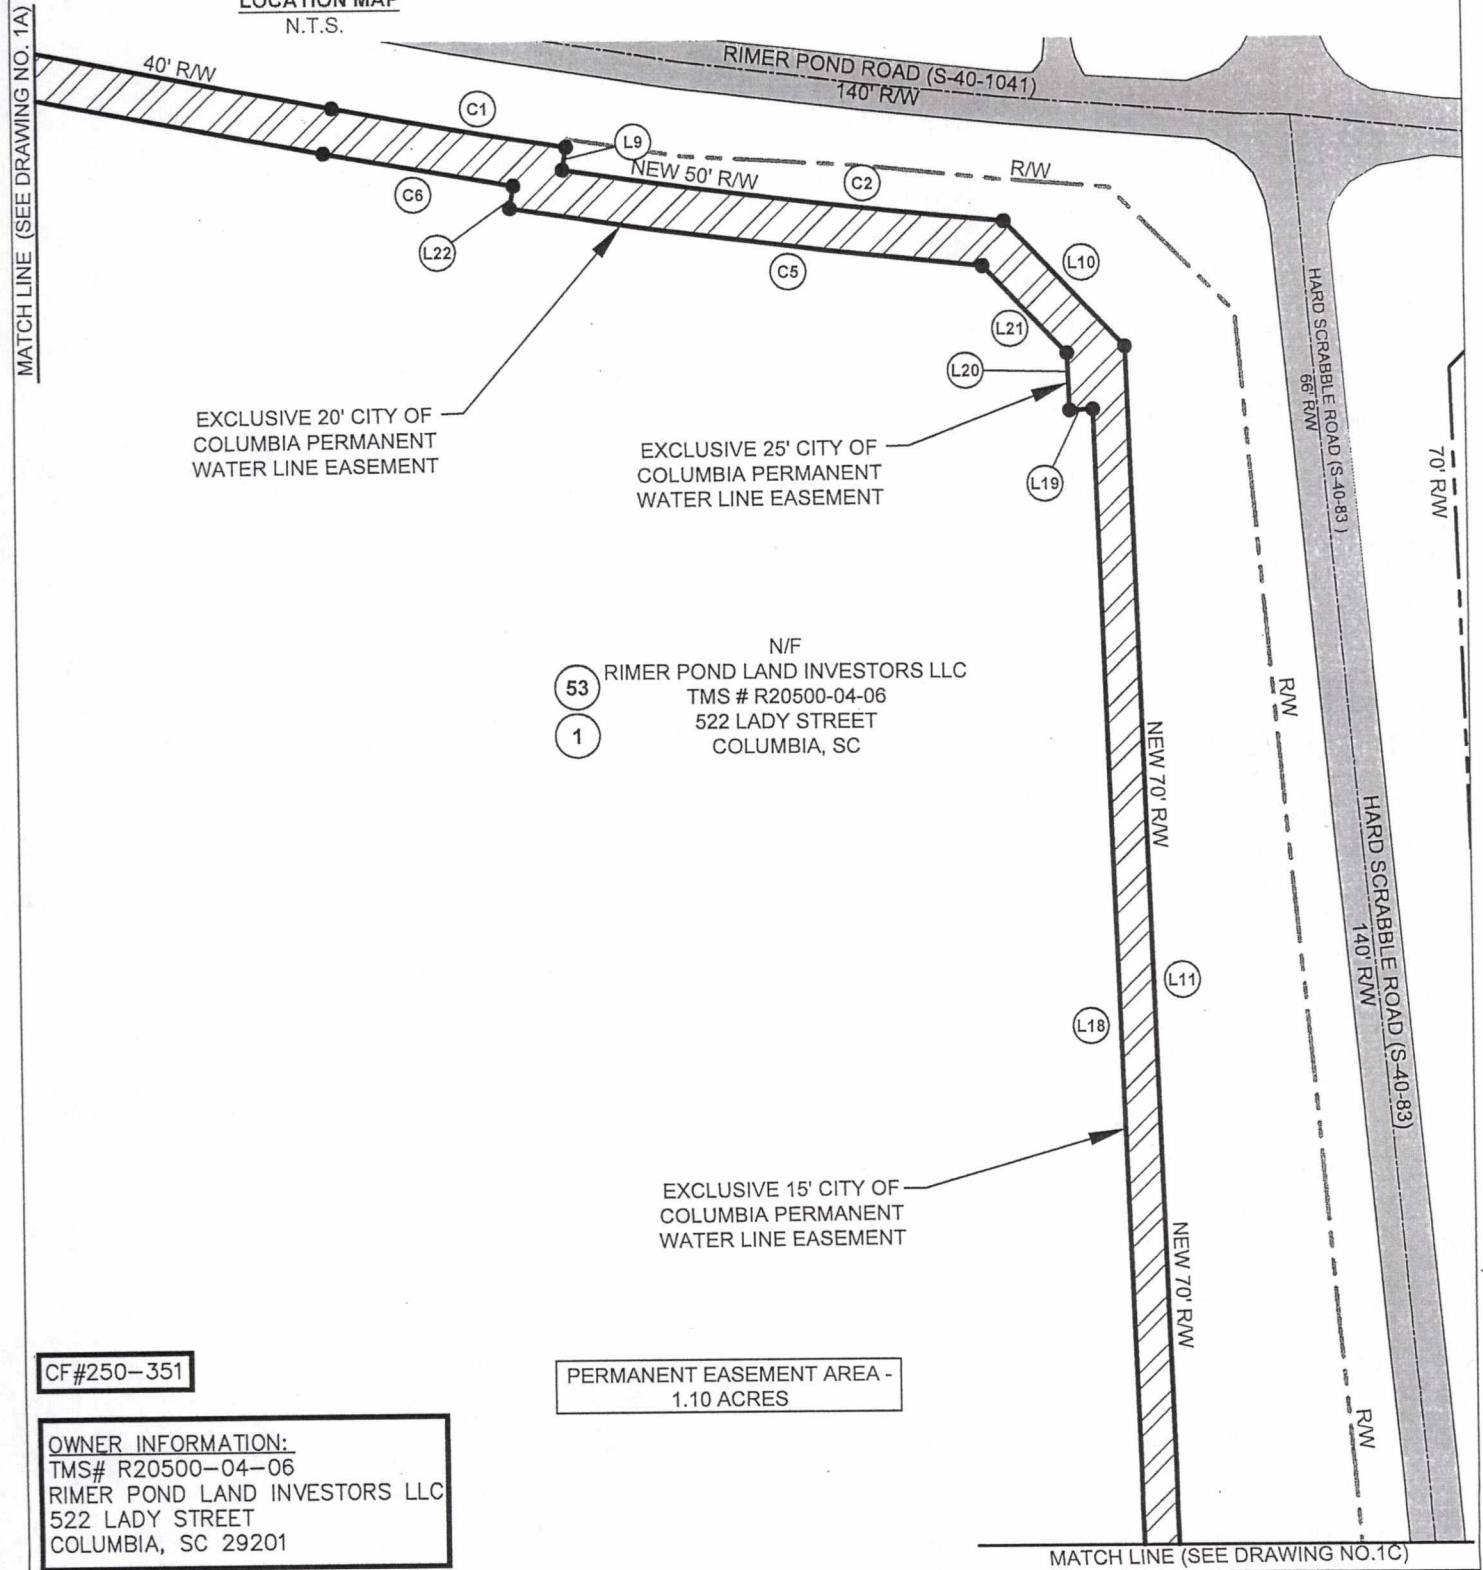 LOCATION MAP
N.T.S.
MATCH LINE (SEE DRAWING NO. 1A)
40' R/W
RIMER POND ROAD (S-40-1041)
140' R/W
C1
L9
NEW 50' R/W
C2
R/W
C6
L22
C5
L10
L21
L20
L19
HARD SCRABBLE ROAD (S-40-83 )
66' R/W
70' R/W
EXCLUSIVE 20' CITY OF
COLUMBIA PERMANENT
WATER LINE EASEMENT
EXCLUSIVE 25' CITY OF
COLUMBIA PERMANENT
WATER LINE EASEMENT
N/F
53
RIMER POND LAND INVESTORS LLC
TMS # R20500-04-06
1
522 LADY STREET
COLUMBIA, SC
R/W
NEW 70' R/W
HARD SCRABBLE ROAD (S-40-83)
140' R/W
L11
L18
EXCLUSIVE 15' CITY OF
COLUMBIA PERMANENT
WATER LINE EASEMENT
NEW 70' R/W
R/W
CF#250-351
PERMANENT EASEMENT AREA -
1.10 ACRES
OWNER INFORMATION:
TMS# R20500-04-06
RIMER POND LAND INVESTORS LLC
522 LADY STREET
COLUMBIA, SC 29201
MATCH LINE (SEE DRAWING NO.1C)